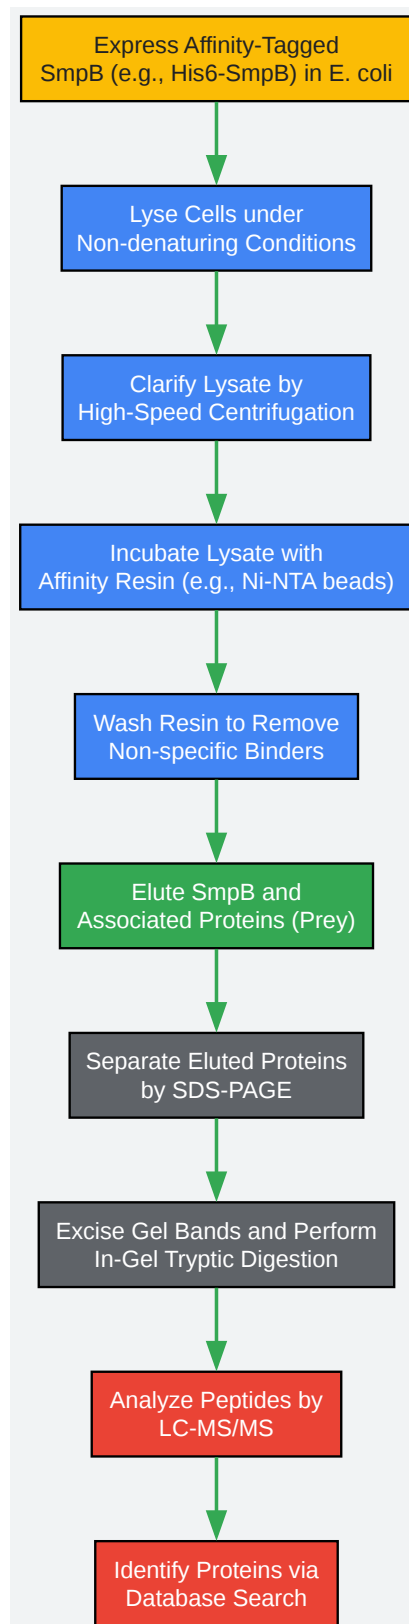 Express Affinity-Tagged
SmpB (e.g., His6-SmpB) in E. coli
Lyse Cells under
Non-denaturing Conditions
Clarify Lysate by
High-Speed Centrifugation
Incubate Lysate with
Affinity Resin (e.g., Ni-NTA beads)
Wash Resin to Remove
Non-specific Binders
Elute SmpB and
Associated Proteins (Prey)
Separate Eluted Proteins
by SDS-PAGE
Excise Gel Bands and Perform
In-Gel Tryptic Digestion
Analyze Peptides by
LC-MS/MS
Identify Proteins via
Database Search